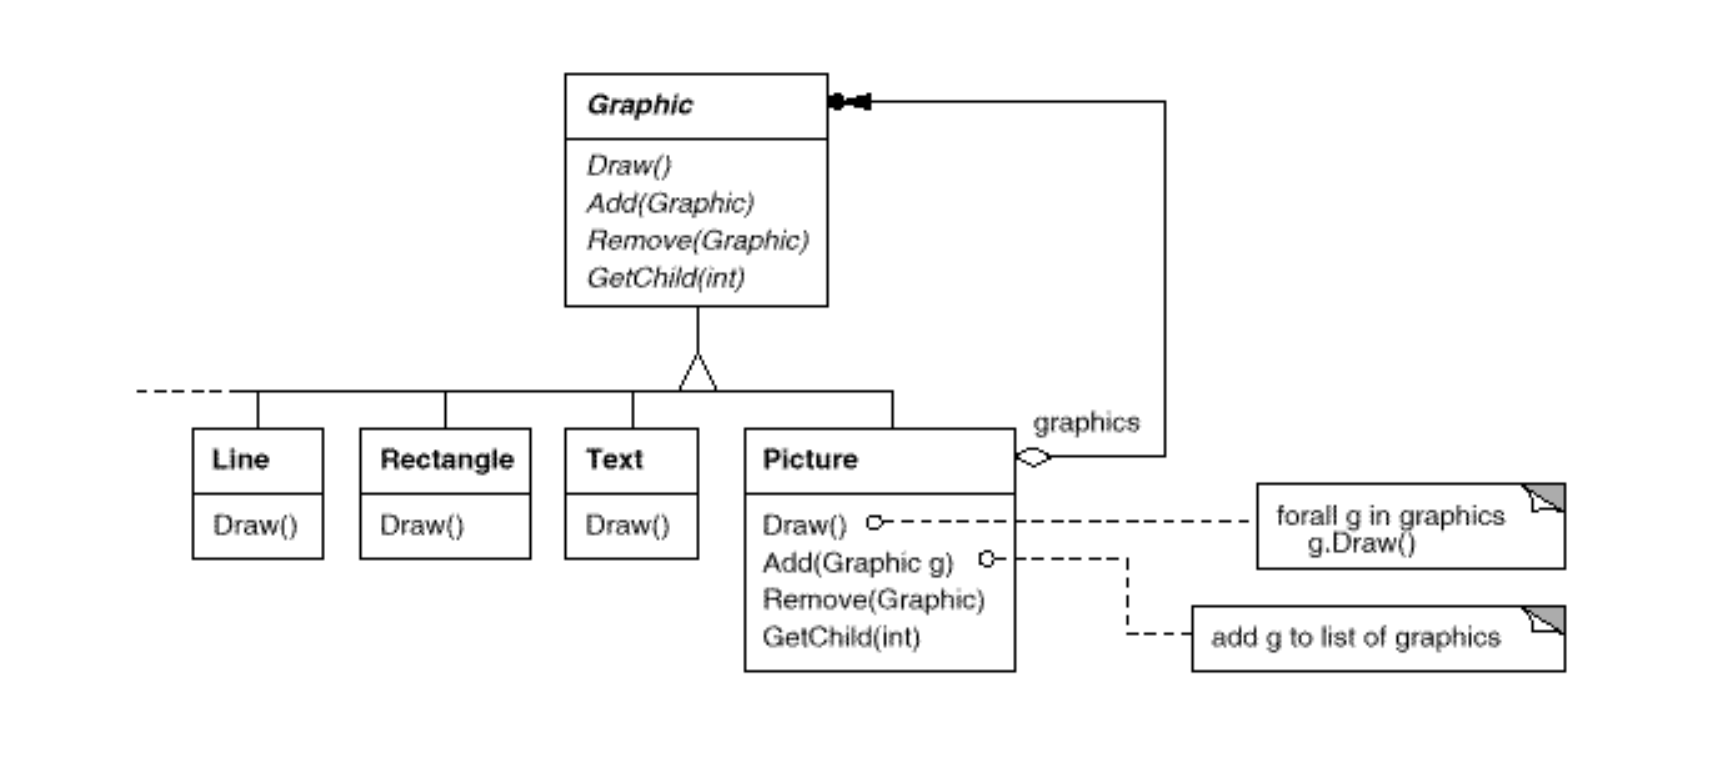 Graphic
Draw()
Add(Graphic)
Remove(Graphic)
GetChild(int)
graphics
Line
Draw()
Rectangle
Draw()
Text
Draw()
Picture
Draw()
Add(Graphic g)
Remove(Graphic)
GetChild(int)
forall g in graphics
g.Draw()
add g to list of graphics